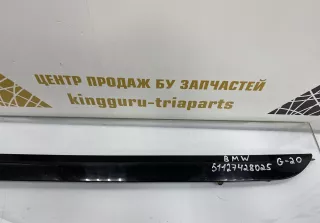 ЦЕНТР ПРОДАЖ БУ ЗАПЧАСТЕЙ
kingguru-triaparts
BMW G-20
51127428025